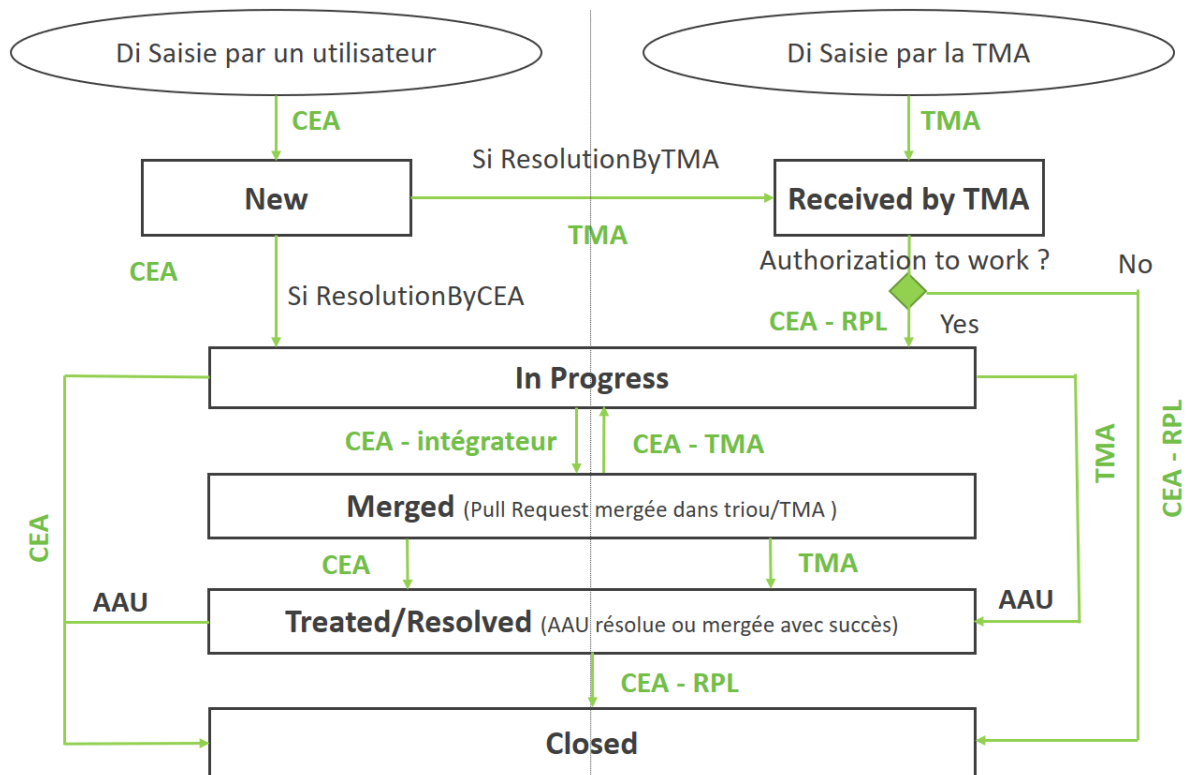 Di Saisie par un utilisateur
Di Saisie par la TMA
CEA
TMA
Si ResolutionByTMA
New
Received by TMA
TMA
CEA
Authorization to work ?
No
Si ResolutionByCEA
CEA - RPL
Yes
In Progress
CEA - intégrateur
CEA - TMA
TMA
CEA - RPL
Merged (Pull Request mergée dans triou/TMA )
CEA
CEA
TMA
AAU
AAU
Treated/Resolved (AAU résolue ou mergée avec succès)
CEA - RPL
Closed